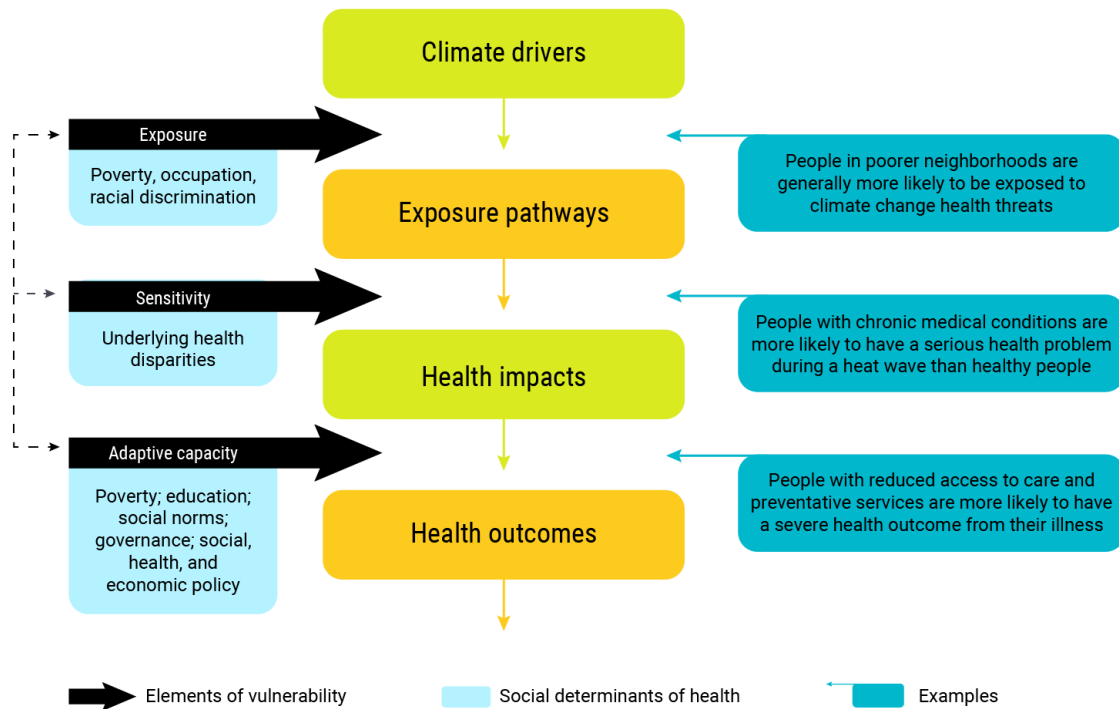 Climate drivers
Exposure
Poverty, occupation,
racial discrimination
People in poorer neighborhoods are
generally more likely to be exposed to
climate change health threats
Exposure pathways
Sensitivity
Underlying health
disparities
People with chronic medical conditions are
more likely to have a serious health problem
during a heat wave than healthy people
Health impacts
Adaptive capacity
Poverty; education;
social norms;
governance; social,
health, and
economic policy
People with reduced access to care and
preventative services are more likely to have
a severe health outcome from their illness
Health outcomes
Elements of vulnerability
Social determinants of health
Examples